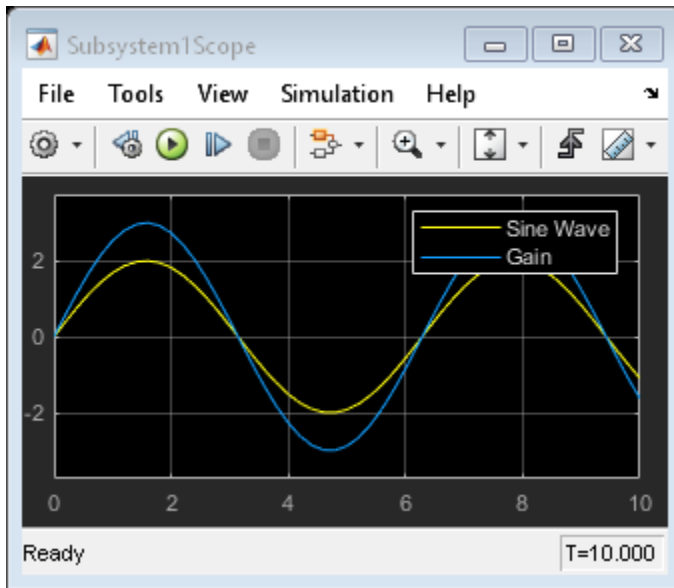 Subsystem1Scope
File Tools View Simulation Help
Sine Wave
Gain
2
0
-2
0 2 4 6 8 10
Ready T=10.000